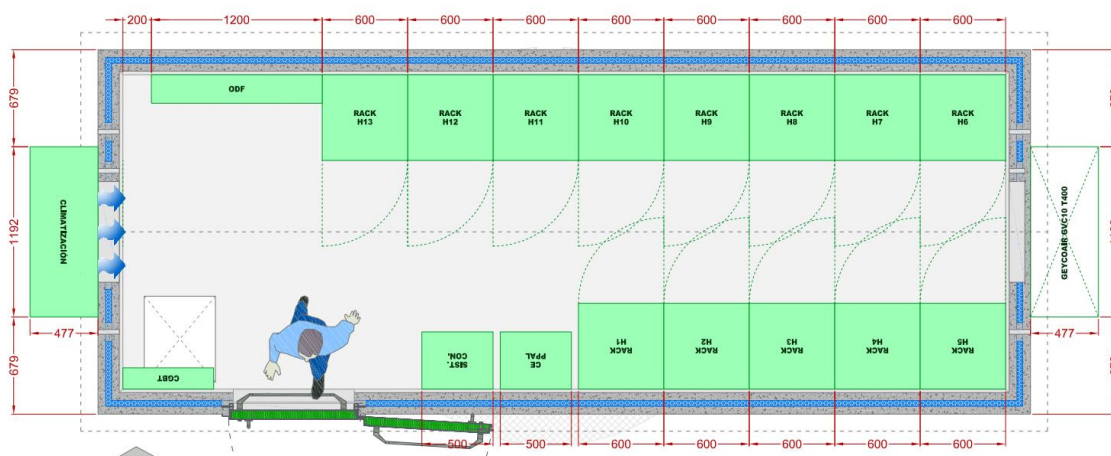 200
1200
600
600
600
600
600
600
600
600
679
ODF
RACK
H13
RACK
H12
RACK
H11
RACK
H10
RACK
H9
RACK
H8
RACK
H7
RACK
H6
1192
CLIMATIZACIÓN
GEYCOAIR GVC10 T400
477
477
679
CGBT
SIST.
CON.
CE
PPAL
RACK
H1
RACK
H2
RACK
H3
RACK
H4
RACK
H5
500
500
600
600
600
600
600